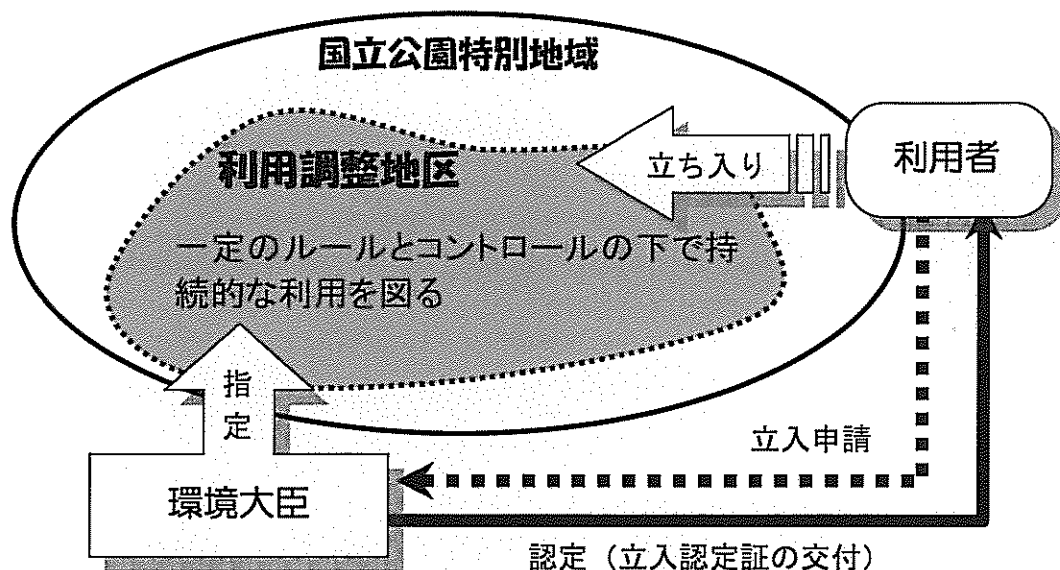 国立公園特別地域
利用調整地区
立ち入り
利用者
一定のルールとコントロールの下で持
続的な利用を図る
指
定
立入申請
環境大臣
認定（立入認定証の交付）